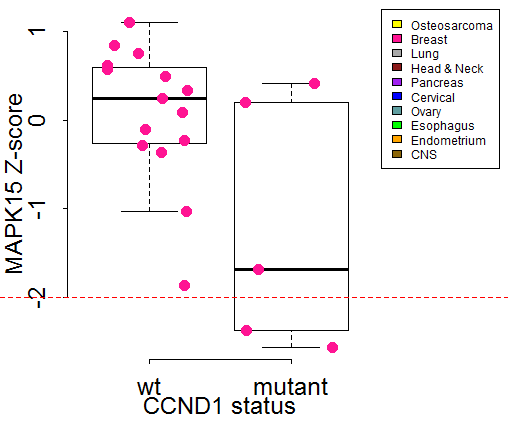 MAPK15 Z-score
1
0
-1
-2
wt mutant
CCND1 status
Osteosarcoma
Breast
Lung
Head & Neck
Pancreas
Cervical
Ovary
Esophagus
Endometrium
CNS